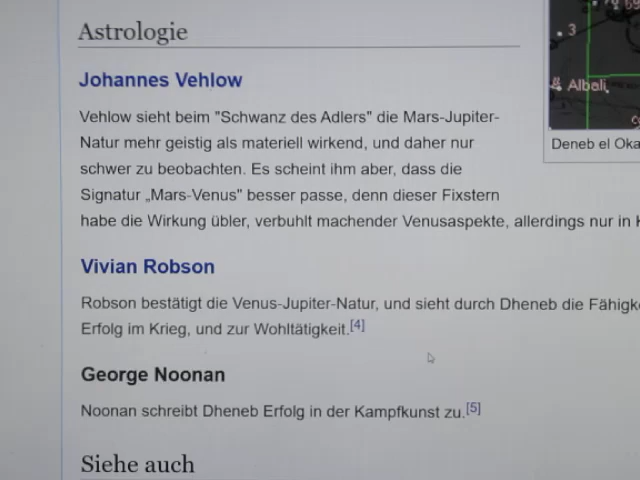 Astrologie
Johannes Vehlow
Vehlow sieht beim "Schwanz des Adlers" die Mars-Jupiter-
Natur mehr geistig als materiell wirkend, und daher nur
schwer zu beobachten. Es scheint ihm aber, dass die
Signatur „Mars-Venus" besser passe, denn dieser Fixstern
habe die Wirkung übler, verbuhlt machender Venusaspekte, allerdings nur in
3
Albali
Deneb el Oka
Vivian Robson
Robson bestätigt die Venus-Jupiter-Natur, und sieht durch Dheneb die Fähigk
Erfolg im Krieg, und zur Wohltätigkeit.[4]
George Noonan
Noonan schreibt Dheneb Erfolg in der Kampfkunst zu.[5]
Siehe auch